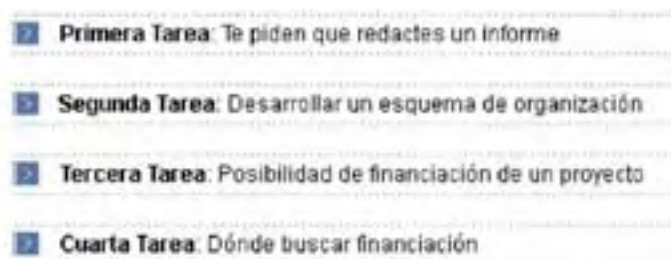 Primera Tarea: Te piden que redactes un informe
Segunda Tarea: Desarrollar un esquema de organización
Tercera Tarea: Posibilidad de financiación de un proyecto
Cuarta Tarea: Dónde buscar financiación